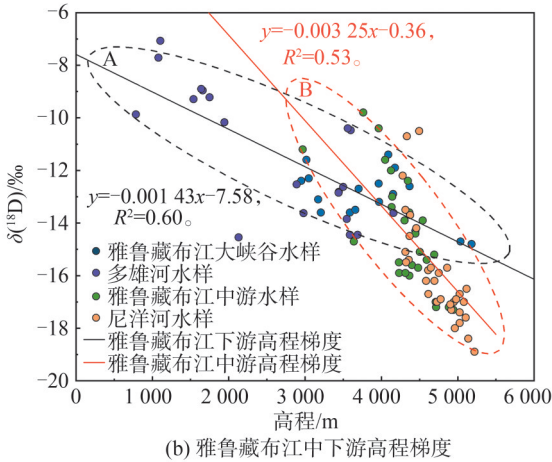 −6
−8
−10
−12
−14
−16
−18
−20
δ(¹⁸D)/‰
A
B
y=−0.003 25x−0.36，
R²=0.53。
y=−0.001 43x−7.58，
R²=0.60。
雅鲁藏布江大峡谷水样
多雄河水样
雅鲁藏布江中游水样
尼洋河水样
雅鲁藏布江下游高程梯度
雅鲁藏布江中游高程梯度
0 1 000 2 000 3 000 4 000 5 000 6 000
高程/m
(b) 雅鲁藏布江中下游高程梯度